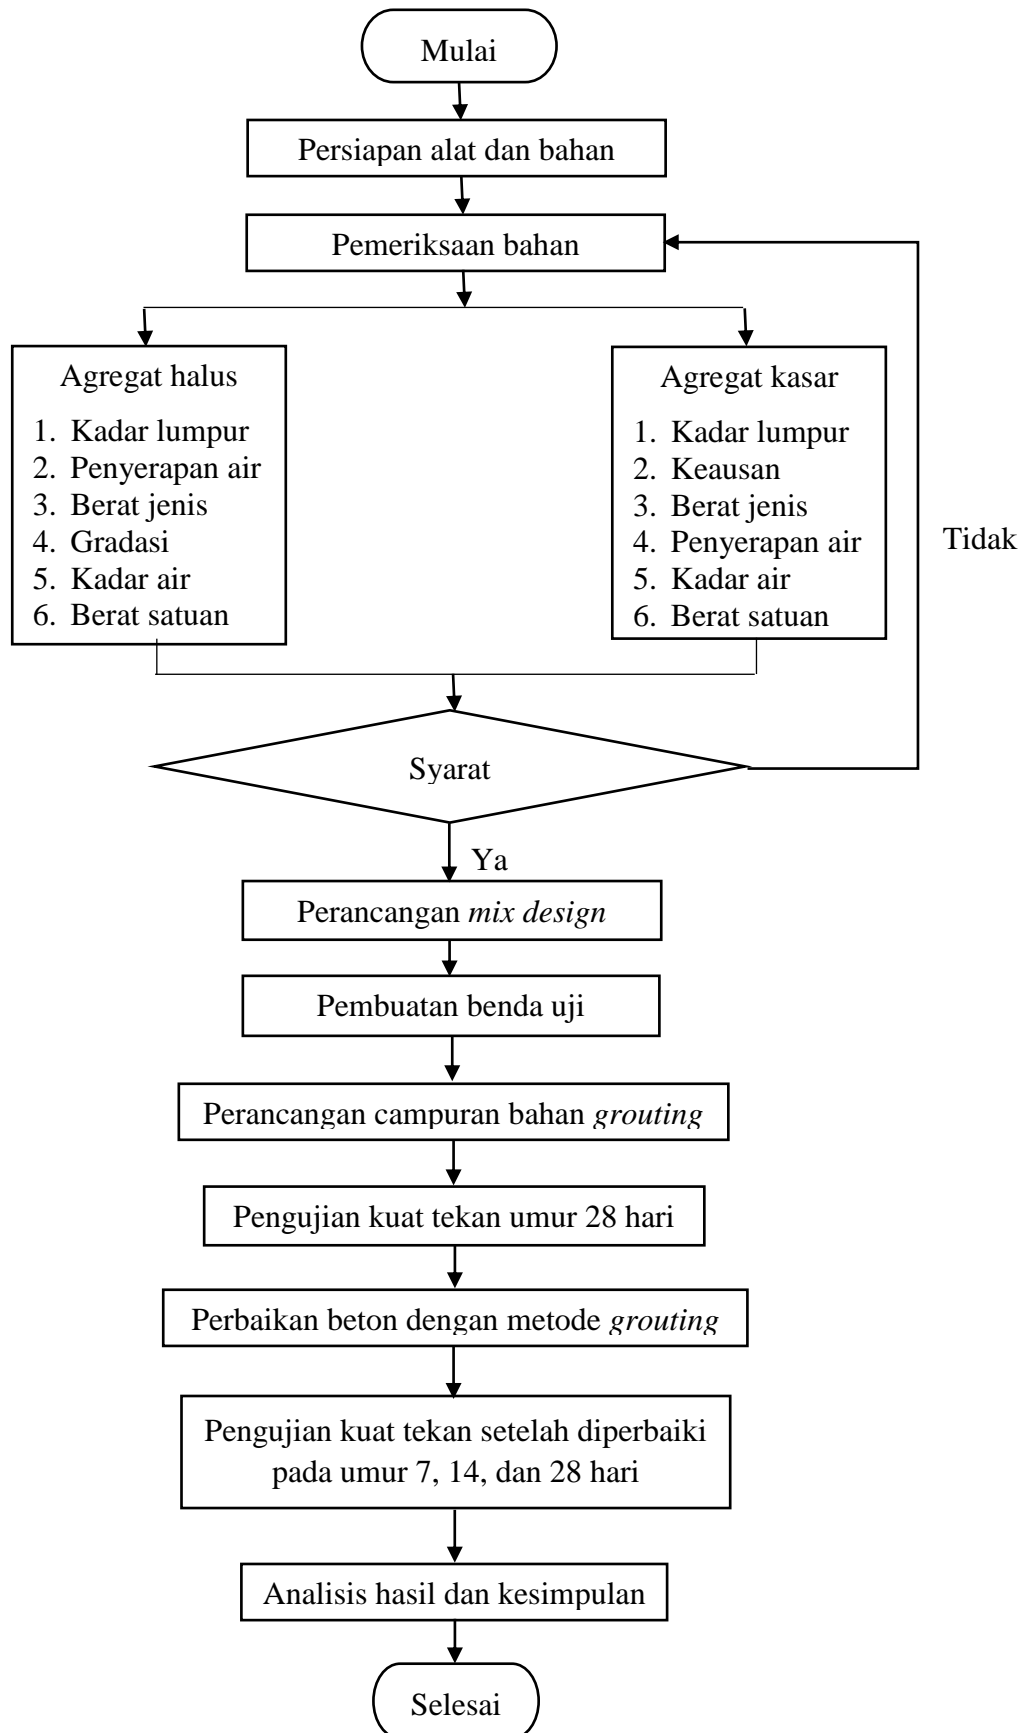 Mulai
Persiapan alat dan bahan
Pemeriksaan bahan
Agregat halus
1. Kadar lumpur
2. Penyerapan air
3. Berat jenis
4. Gradasi
5. Kadar air
6. Berat satuan
Agregat kasar
1. Kadar lumpur
2. Keausan
3. Berat jenis
4. Penyerapan air
5. Kadar air
6. Berat satuan
Tidak
Syarat
Ya
Perancangan mix design
Pembuatan benda uji
Perancangan campuran bahan grouting
Pengujian kuat tekan umur 28 hari
Perbaikan beton dengan metode grouting
Pengujian kuat tekan setelah diperbaiki
pada umur 7, 14, dan 28 hari
Analisis hasil dan kesimpulan
Selesai